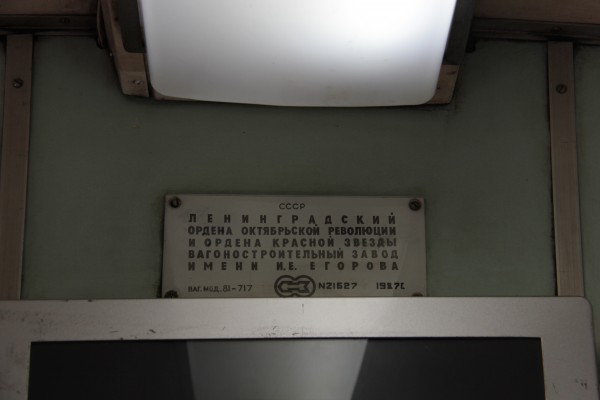 СССР
ЛЕНИНГРАДСКИЙ
ОРДЕНА ОКТЯБРЬСКОЙ РЕВОЛЮЦИИ
И ОРДЕНА КРАСНОЙ ЗВЕЗДЫ
ВАГОНОСТРОИТЕЛЬНЫЙ ЗАВОД
ИМЕНИ И.Е. ЕГОРОВА
ВАГ. МОД. 81-717 N21627 1987Г.